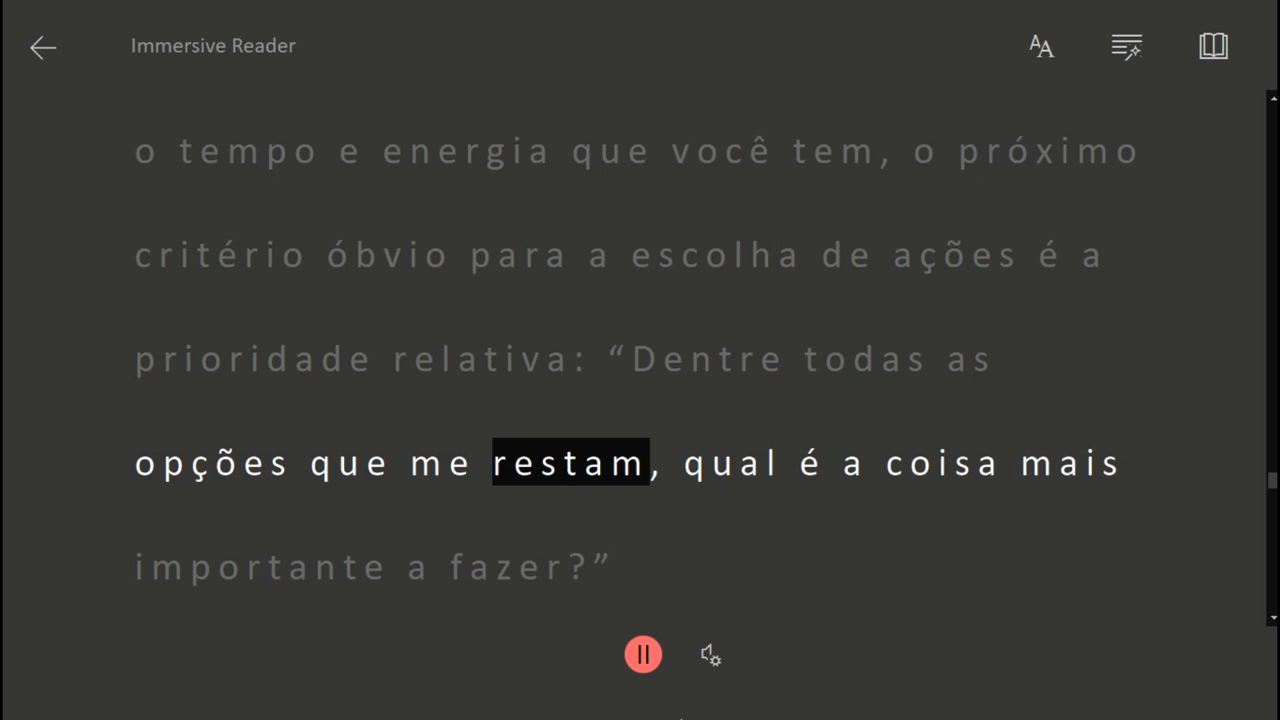 Immersive Reader
o tempo e energia que você tem, o próximo
critério óbvio para a escolha de ações é a
prioridade relativa: “Dentre todas as
opções que me restam, qual é a coisa mais
importante a fazer?”